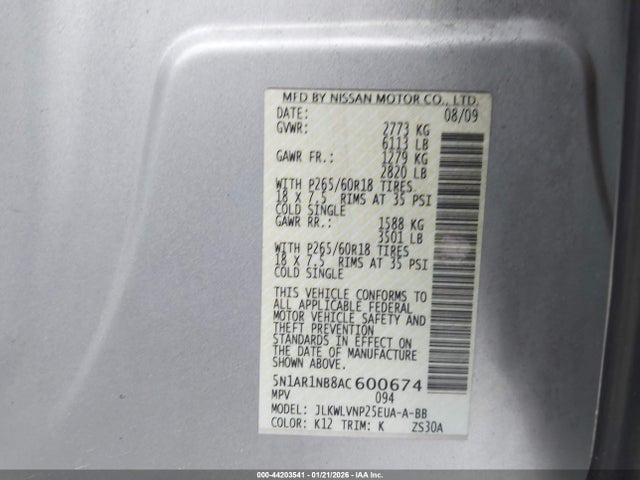 MFD BY NISSAN MOTOR CO., LTD.
DATE: 08/09
GVWR: 2773 KG
6113 LB
GAWR FR.: 1279 KG
2820 LB
WITH P265/60R18 TIRES
18 X 7.5 RIMS AT 35 PSI
COLD SINGLE
GAWR RR.: 1588 KG
3501 LB
WITH P265/60R18 TIRES
18 X 7.5 RIMS AT 35 PSI
COLD SINGLE
THIS VEHICLE CONFORMS TO
ALL APPLICABLE FEDERAL
MOTOR VEHICLE SAFETY AND
THEFT PREVENTION
STANDARDS IN EFFECT ON
THE DATE OF MANUFACTURE
SHOWN ABOVE.
5N1AR1NB8AC600674
MPV 094
MODEL: JLKWLVNP25EUA-A-BB
COLOR: K12 TRIM: K ZS30A
000-44203541 - 01/21/2026 - IAA Inc.